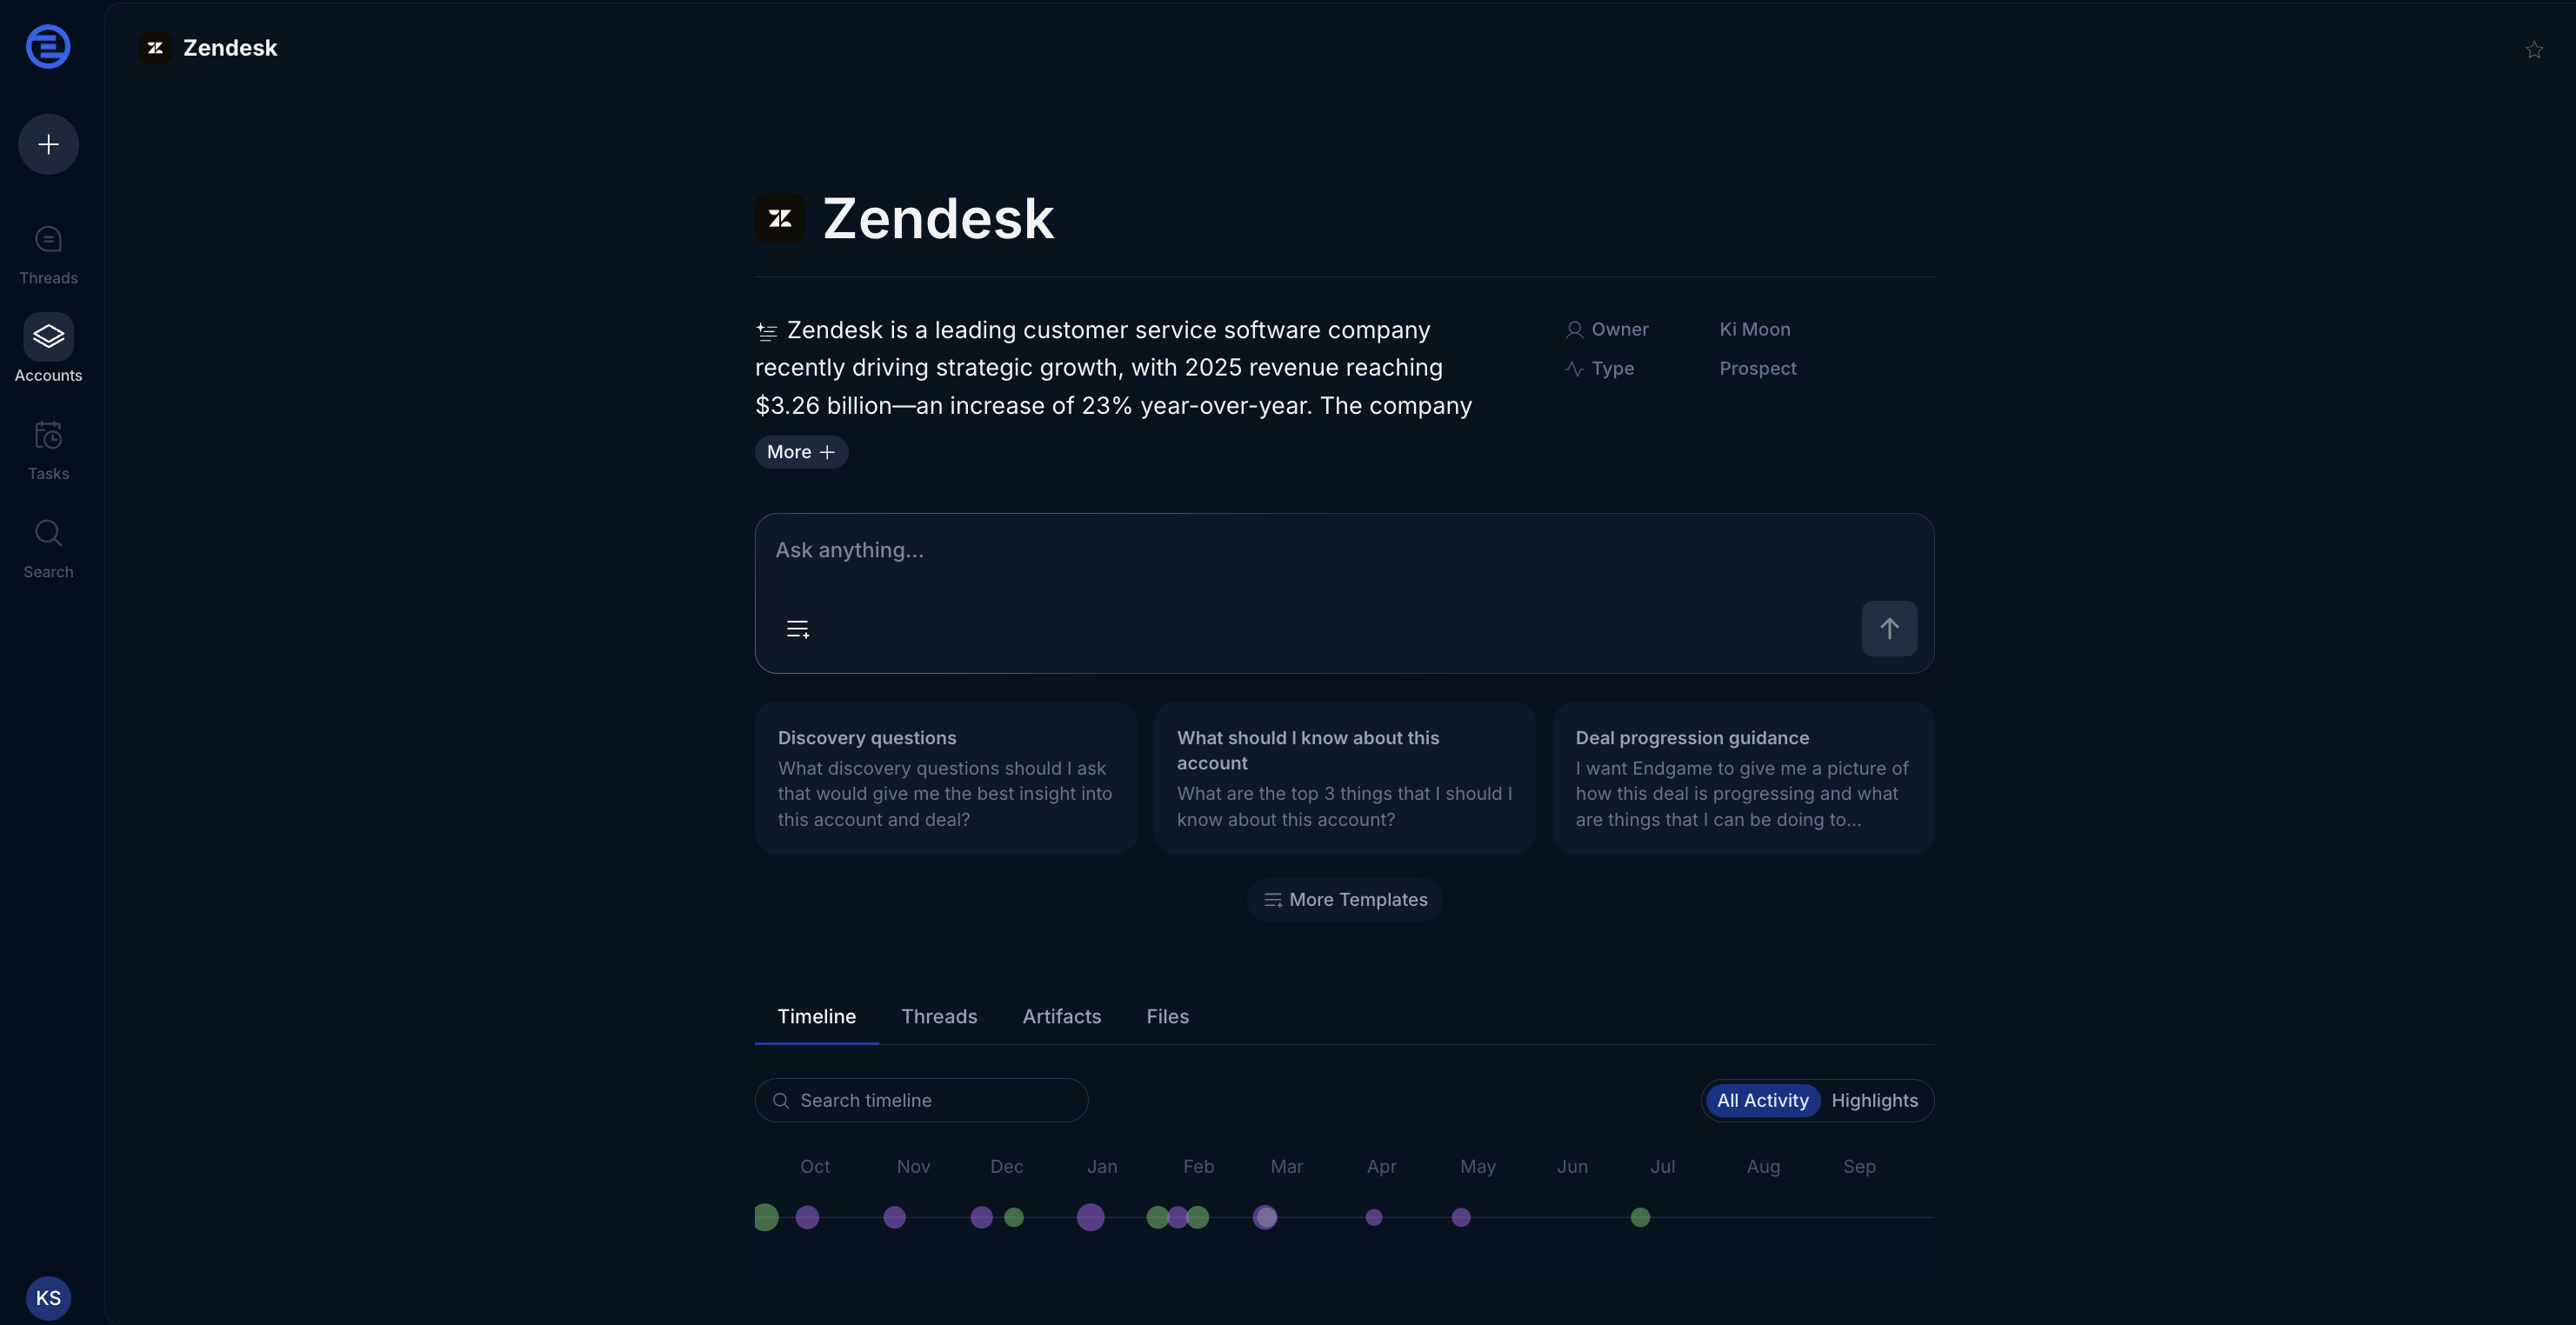 Zendesk
Threads
Accounts
Tasks
Search
KS
Zendesk
Zendesk is a leading customer service software company
recently driving strategic growth, with 2025 revenue reaching
$3.26 billion—an increase of 23% year-over-year. The company
More
Owner
Ki Moon
Type
Prospect
Ask anything...
Discovery questions
What discovery questions should I ask
that would give me the best insight into
this account and deal?
What should I know about this
account
What are the top 3 things that I should I
know about this account?
Deal progression guidance
I want Endgame to give me a picture of
how this deal is progressing and what
are things that I can be doing to...
More Templates
Timeline Threads Artifacts Files
Search timeline
All Activity Highlights
Oct Nov Dec Jan Feb Mar Apr May Jun Jul Aug Sep